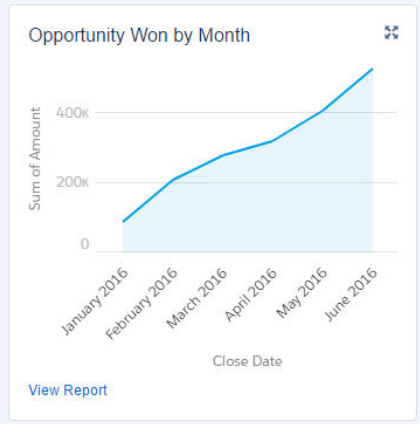 Opportunity Won by Month
Sum of Amount
400K
200K
0
January 2016
February 2016
March 2016
April 2016
May 2016
June 2016
Close Date
View Report